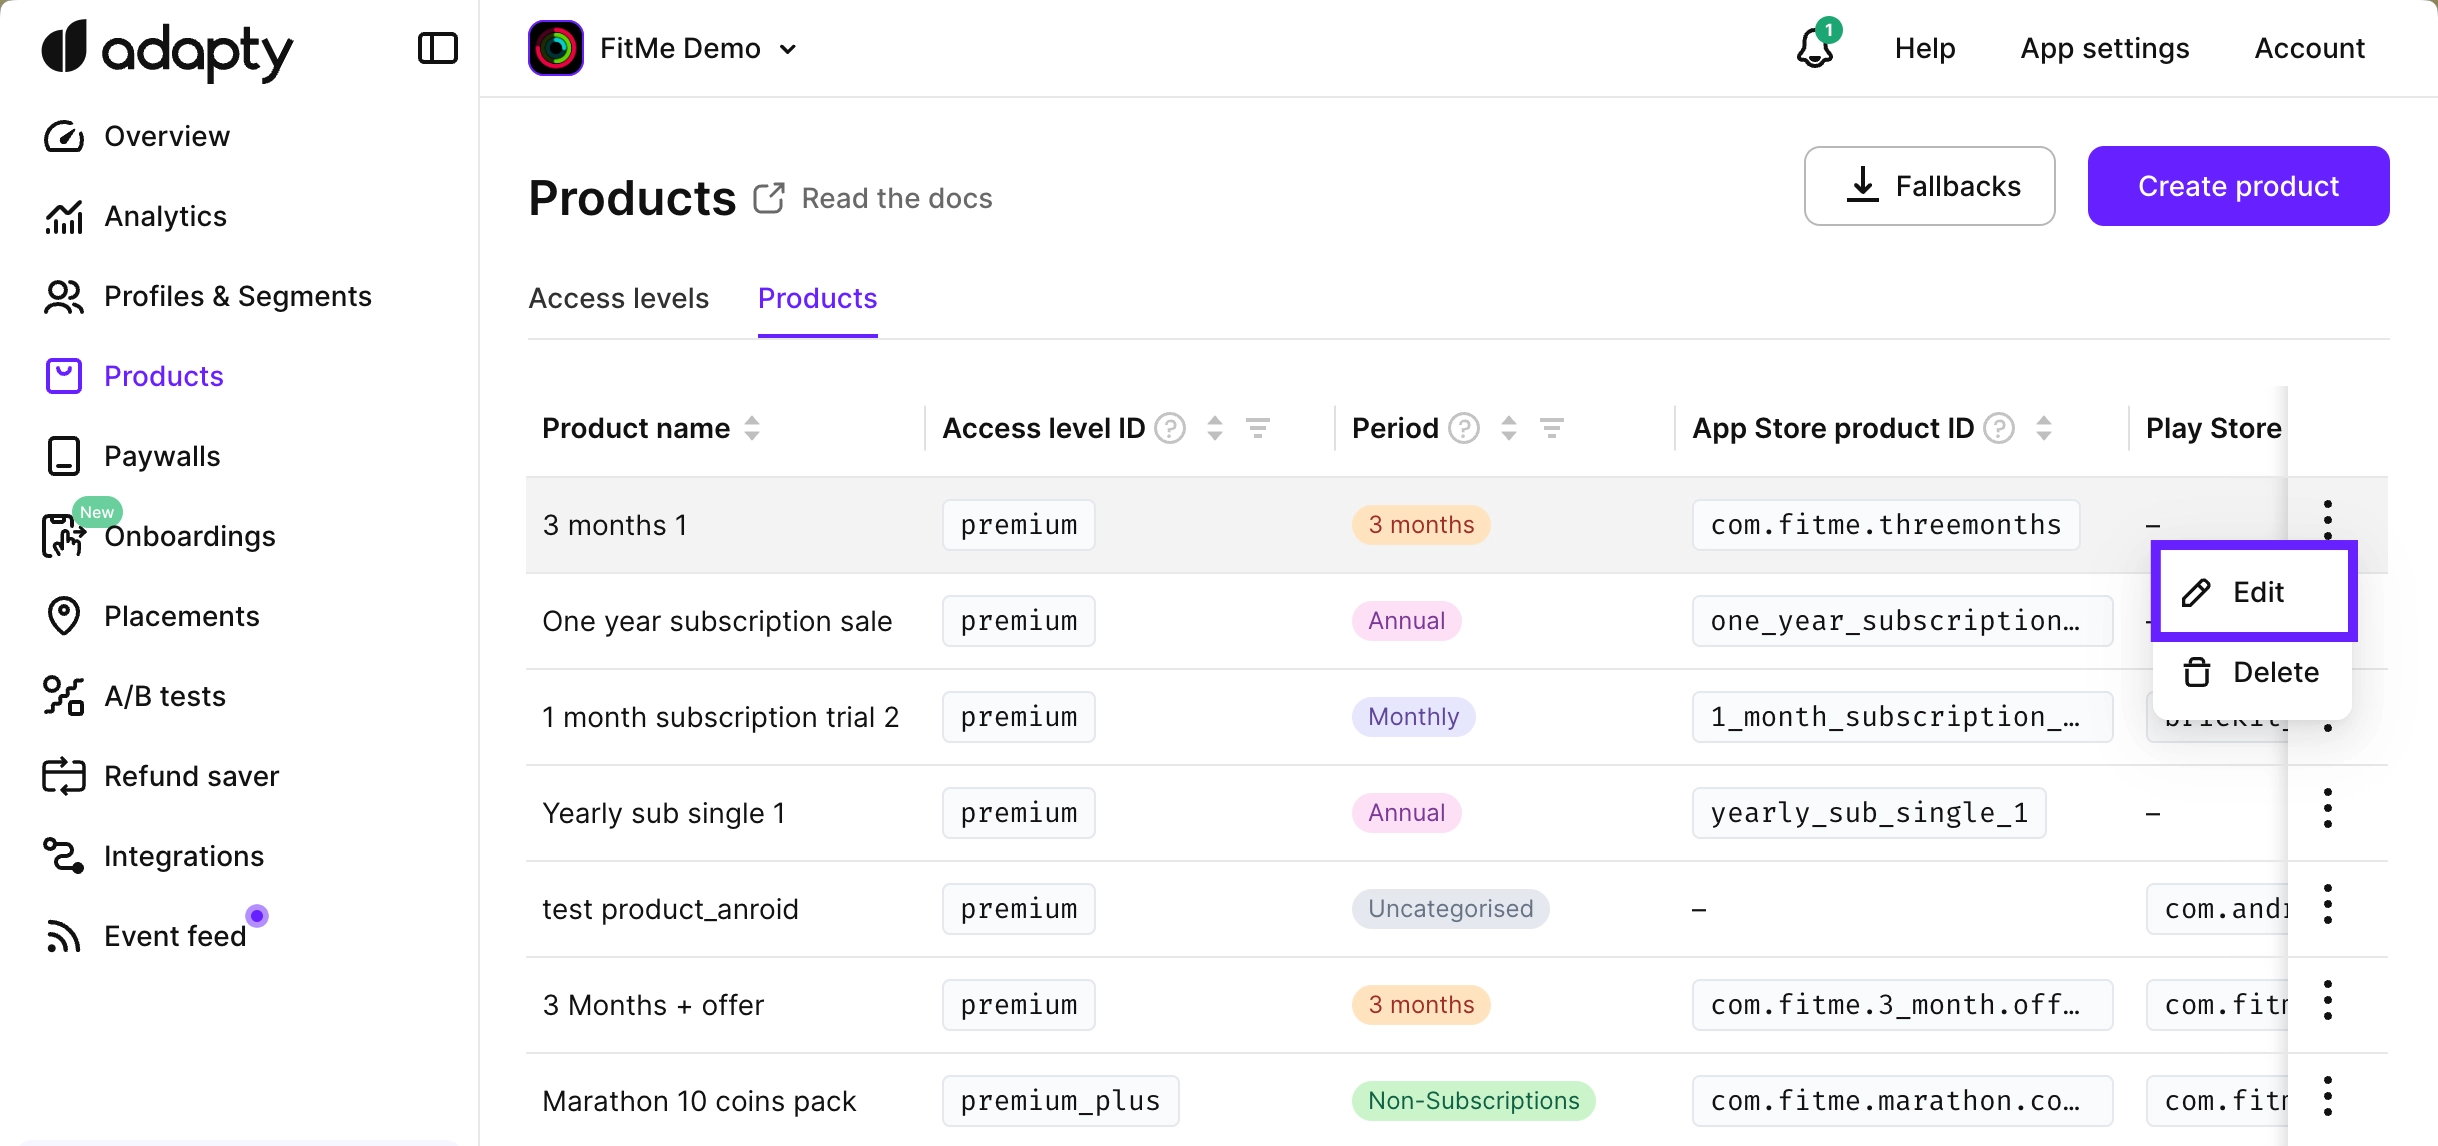 adapty
FitMe Demo
1
Help
App settings
Account
Overview
Analytics
Profiles & Segments
Products
Paywalls
New
Onboardings
Placements
A/B tests
Refund saver
Integrations
Event feed
Products
Read the docs
Fallbacks
Create product
Access levels
Products
Product name
Access level ID ?
Period ?
App Store product ID ?
Play Store
3 months 1
premium
3 months
com.fitme.threemonths
–
One year subscription sale
premium
Annual
one_year_subscription…
1 month subscription trial 2
premium
Monthly
1_month_subscription_…
Yearly sub single 1
premium
Annual
yearly_sub_single_1
–
test product_anroid
premium
Uncategorised
–
com.and
3 Months + offer
premium
3 months
com.fitme.3_month.off…
com.fit
Marathon 10 coins pack
premium_plus
Non-Subscriptions
com.fitme.marathon.co…
com.fit
Edit
Delete